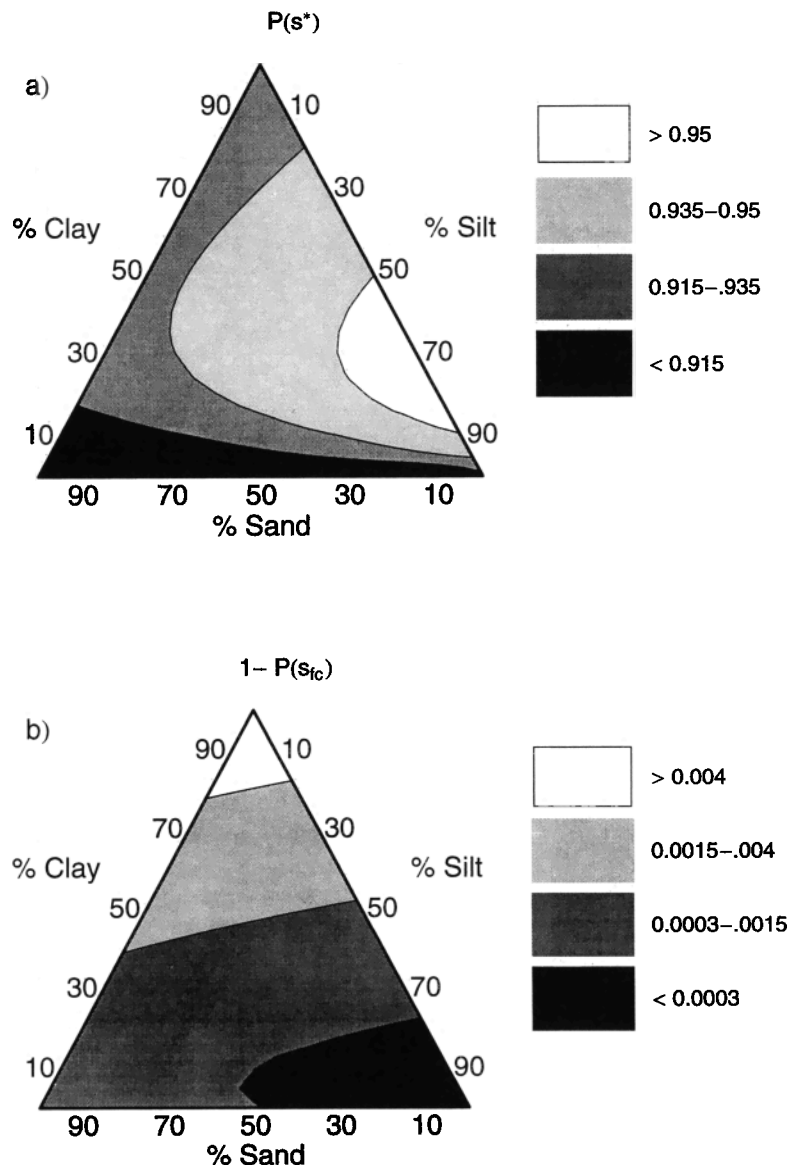 P(s*)
a)
90 10
> 0.95
70 30
0.935–0.95
% Clay % Silt
50 50
0.915–.935
30 70
< 0.915
10 90
90 70 50 30 10
% Sand
1– P(sfc)
b)
90 10
> 0.004
70 30
0.0015–.004
% Clay % Silt
50 50
0.0003–.0015
30 70
< 0.0003
10 90
90 70 50 30 10
% Sand